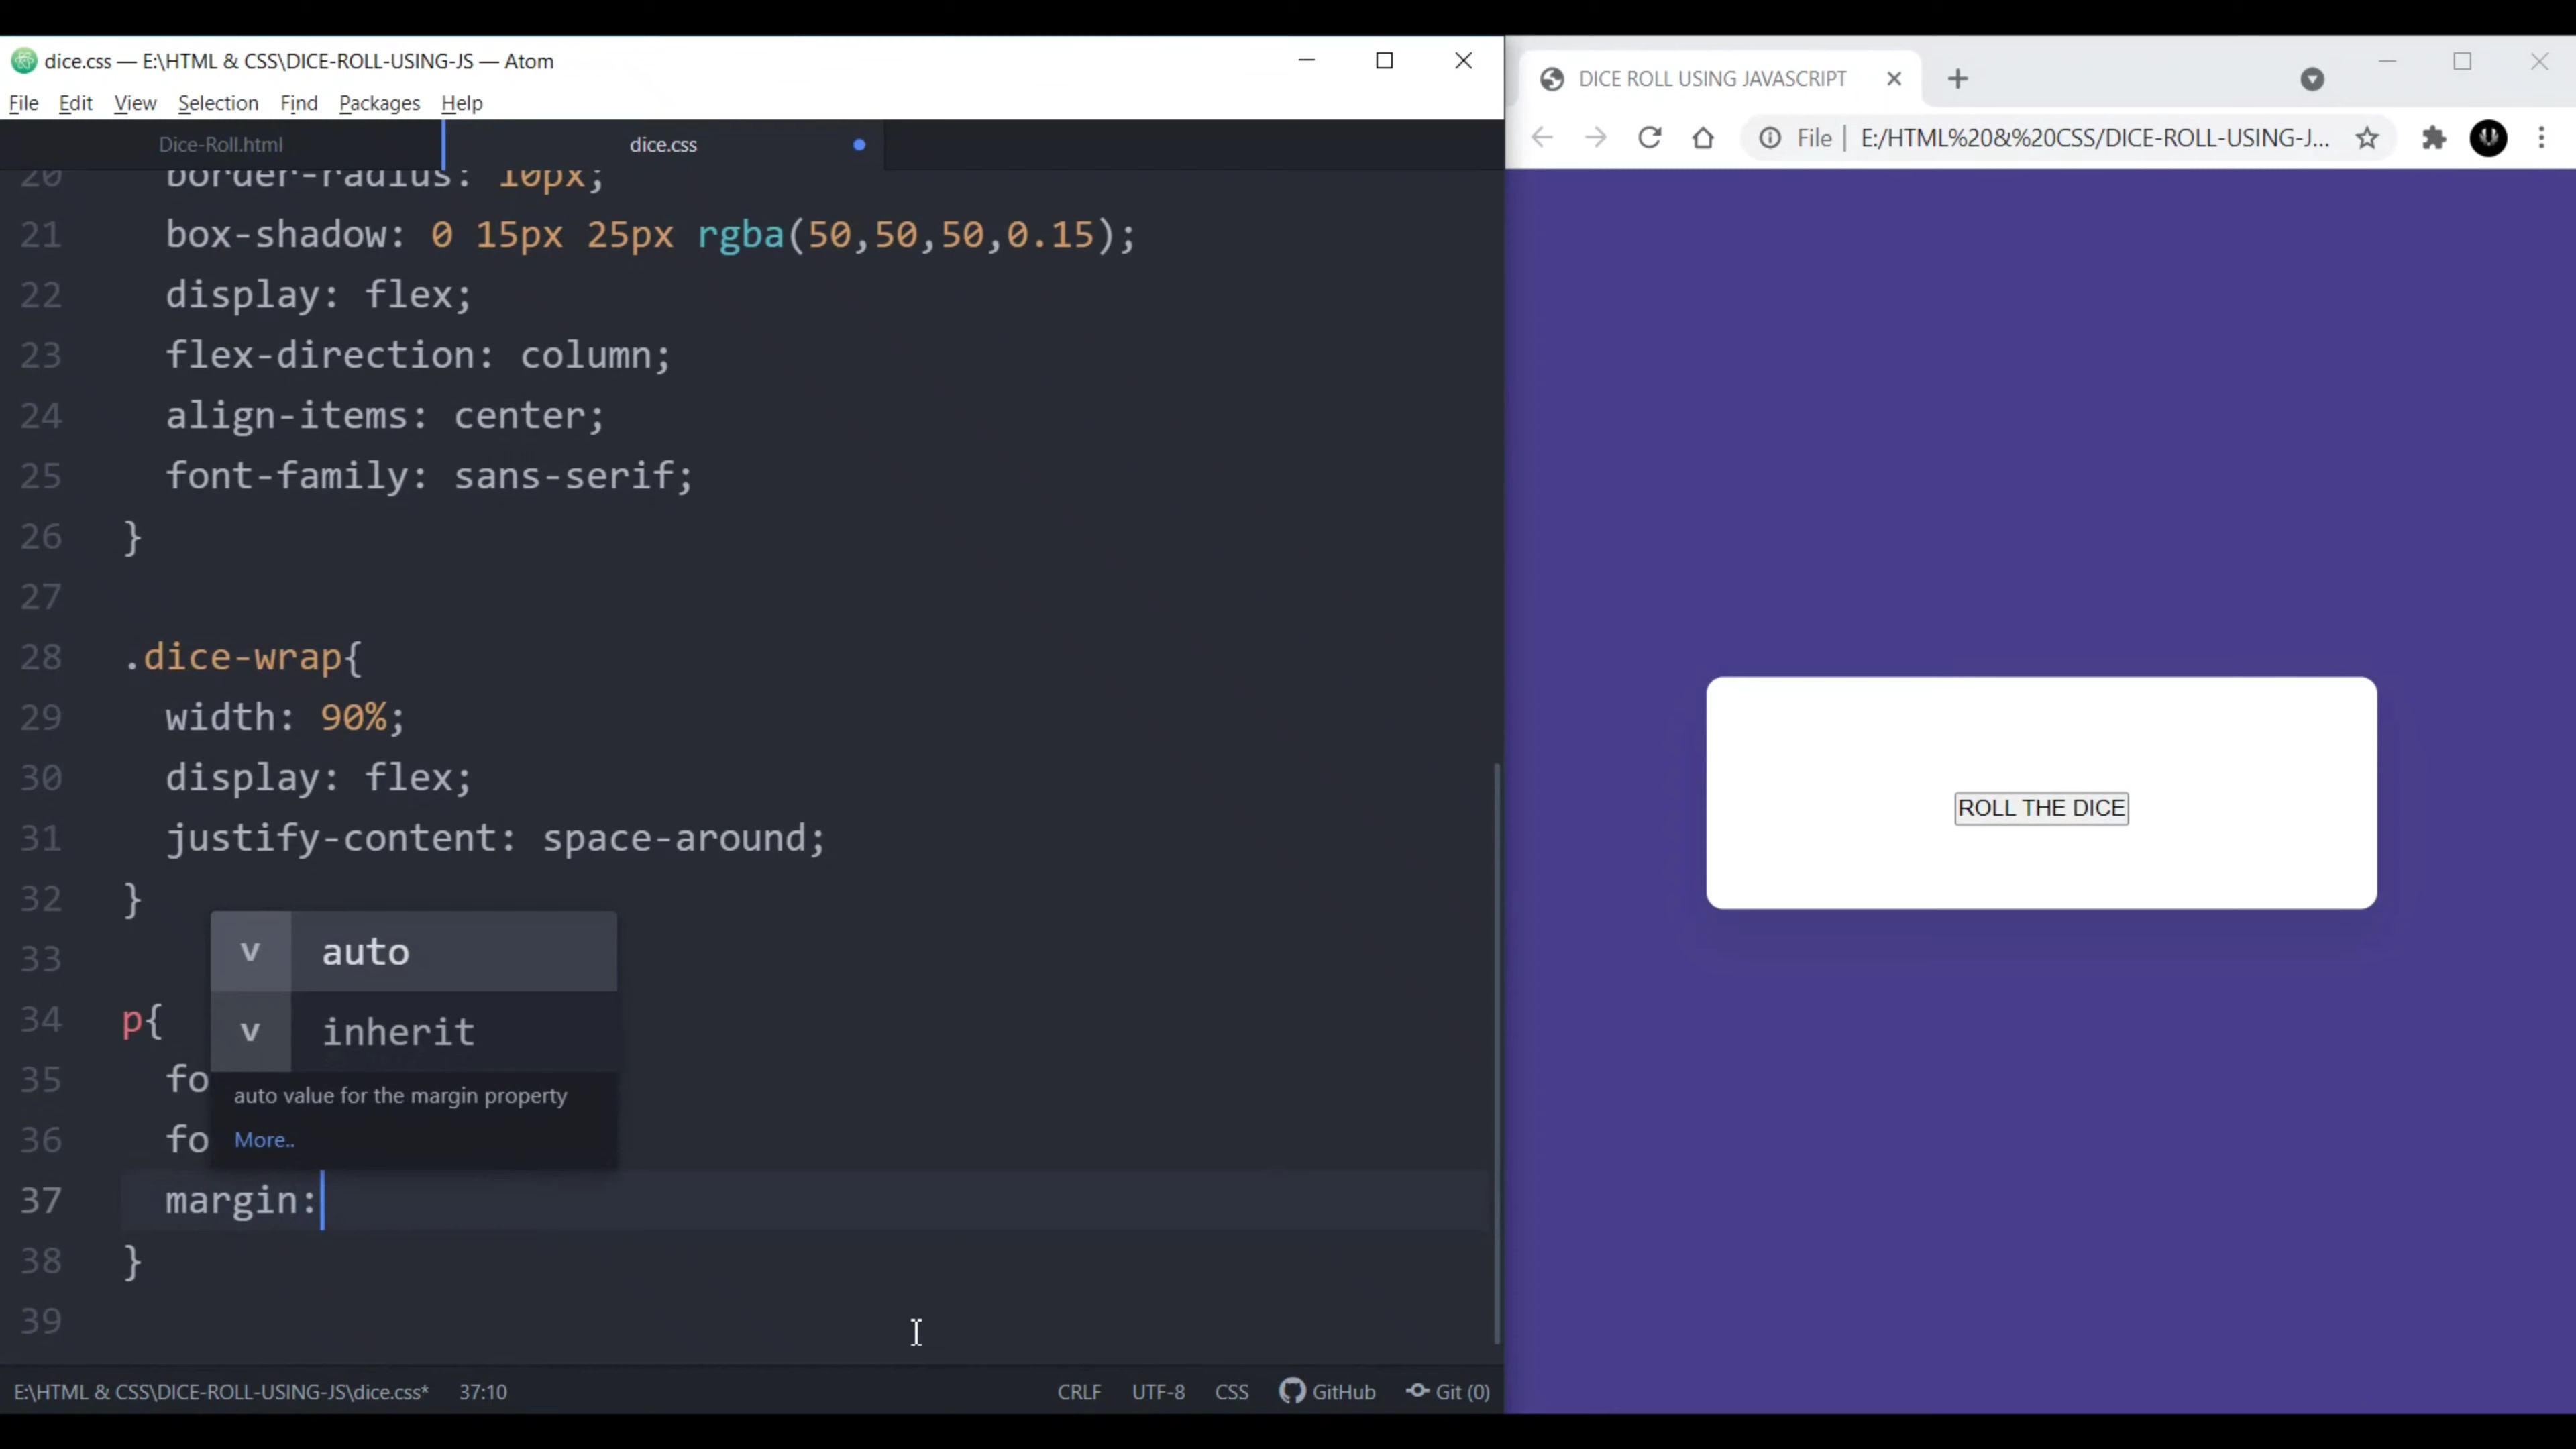 dice.css — E:\HTML & CSS\DICE-ROLL-USING-JS — Atom
File Edit View Selection Find Packages Help
Dice-Roll.html dice.css
20 border-radius: 10px;
21 box-shadow: 0 15px 25px rgba(50,50,50,0.15);
22 display: flex;
23 flex-direction: column;
24 align-items: center;
25 font-family: sans-serif;
26 }
27
28 .dice-wrap{
29 width: 90%;
30 display: flex;
31 justify-content: space-around;
32 }
33
34 p{
35 fo
36 fo
37 margin:
38 }
39
v auto
v inherit
auto value for the margin property
More..
E:\HTML & CSS\DICE-ROLL-USING-JS\dice.css* 37:10 CRLF UTF-8 CSS GitHub Git (0)
DICE ROLL USING JAVASCRIPT
File E:/HTML%20&%20CSS/DICE-ROLL-USING-J...
ROLL THE DICE